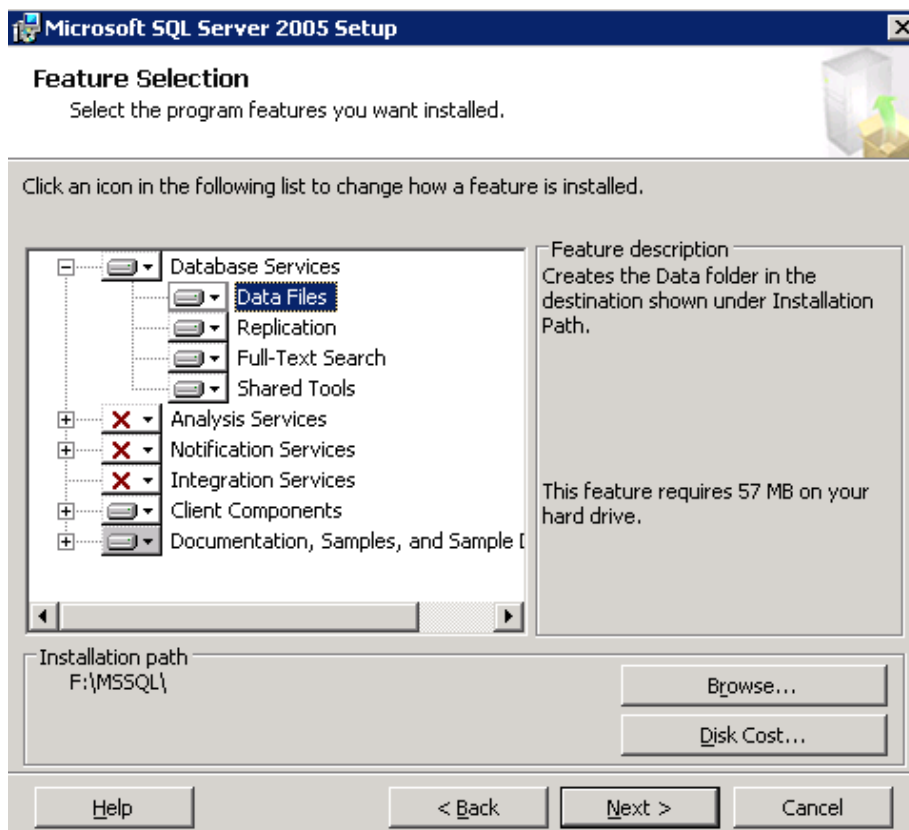 Microsoft SQL Server 2005 Setup
Feature Selection
Select the program features you want installed.
Click an icon in the following list to change how a feature is installed.
Database Services
Data Files
Replication
Full-Text Search
Shared Tools
Analysis Services
Notification Services
Integration Services
Client Components
Documentation, Samples, and Sample
Feature description
Creates the Data folder in the
destination shown under Installation
Path.
This feature requires 57 MB on your
hard drive.
Installation path
F:\MSSQL\
Browse...
Disk Cost...
Help
< Back
Next >
Cancel